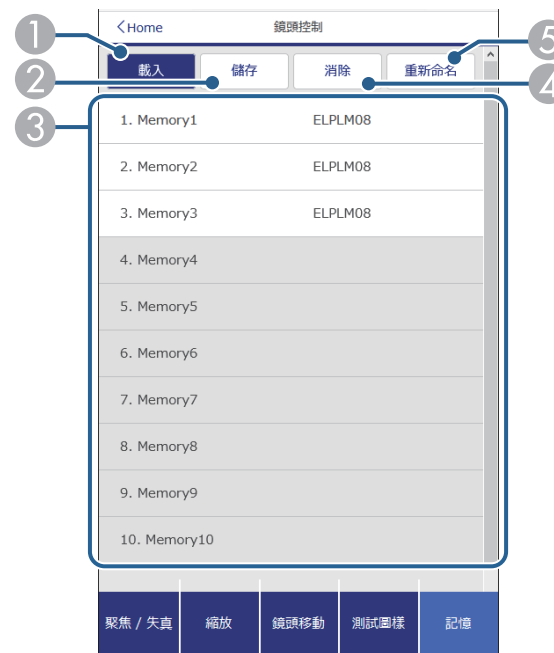 <Home 鏡頭控制
1
2
3
4
5
載入 儲存 消除 重新命名
1. Memory1 ELPLM08
2. Memory2 ELPLM08
3. Memory3 ELPLM08
4. Memory4
5. Memory5
6. Memory6
7. Memory7
8. Memory8
9. Memory9
10. Memory10
聚焦 / 失真 縮放 鏡頭移動 測試圖樣 記憶